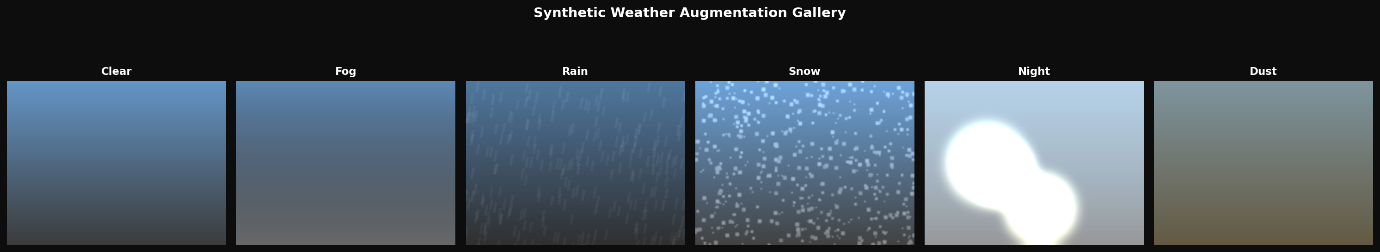 Synthetic Weather Augmentation Gallery
Clear
Fog
Rain
Snow
Night
Dust